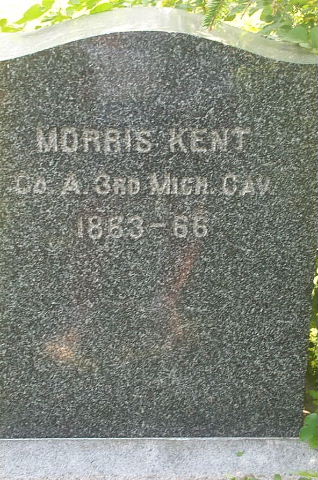 MORRIS KENT
CO. A. 3RD MICH. CAV
1863-66